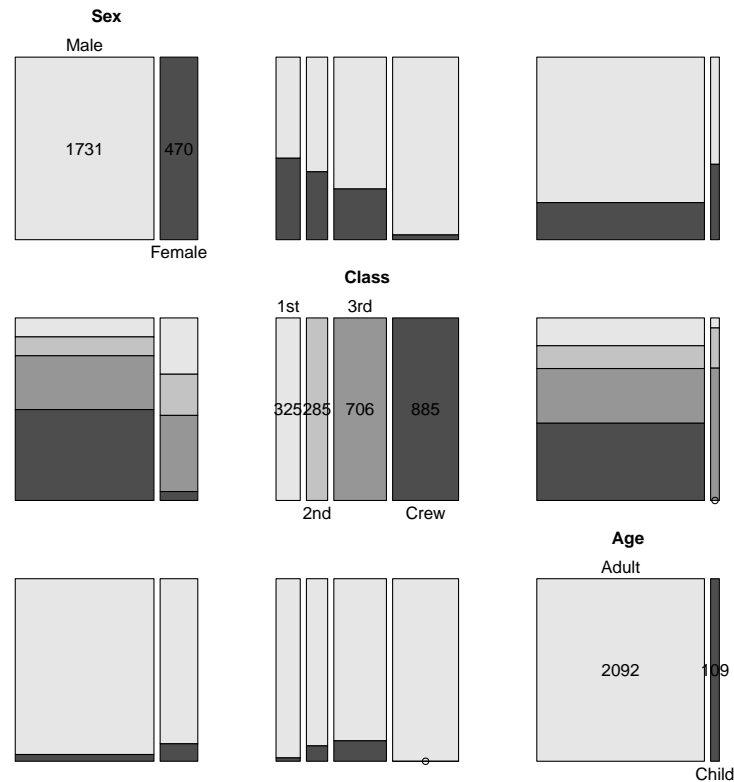 Sex
Male
1731 470
Female
Class
1st 3rd
325 285 706 885
2nd Crew
Age
Adult
2092 109
Child